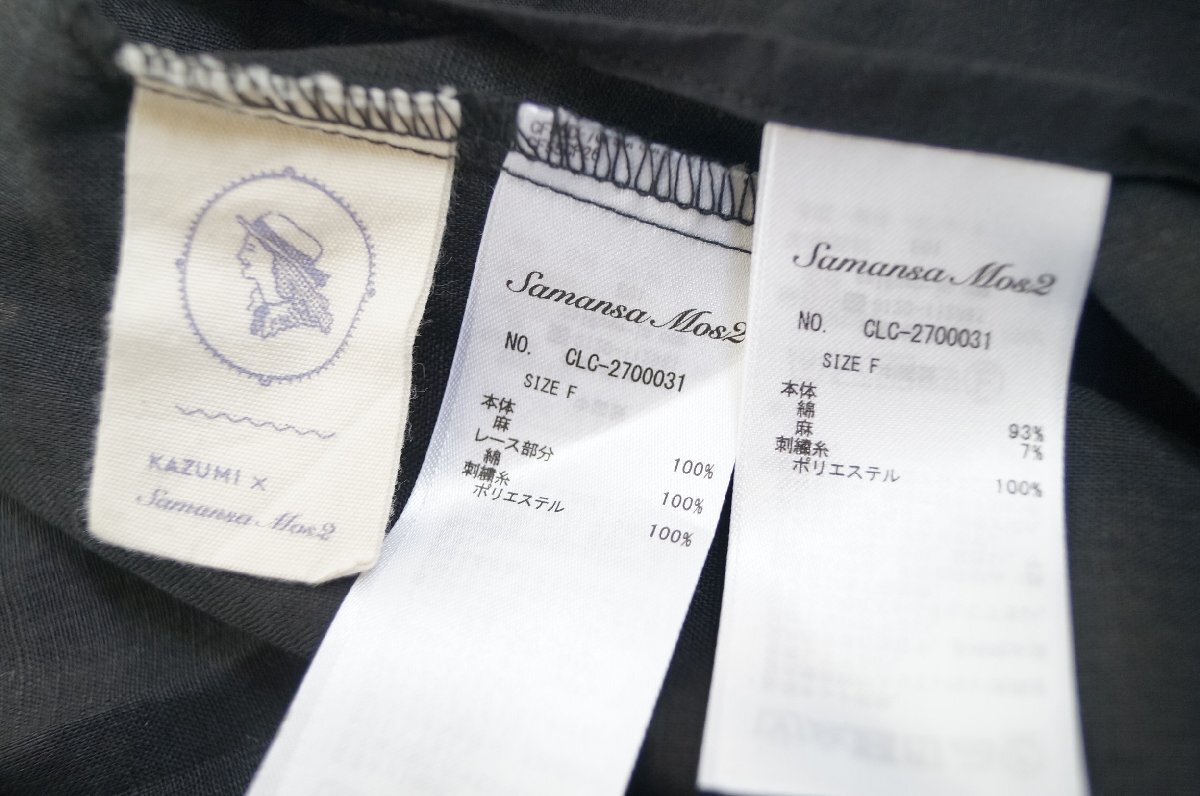 KAZUMI X
Samansa Mos2
Samansa Mos2
NO. CLC-2700031
SIZE F
本体
麻 100%
レース部分
綿 100%
刺繍糸
ポリエステル 100%
Samansa Mos2
NO. CLC-2700031
SIZE F
本体
綿 93%
麻 7%
刺繍糸
ポリエステル 100%